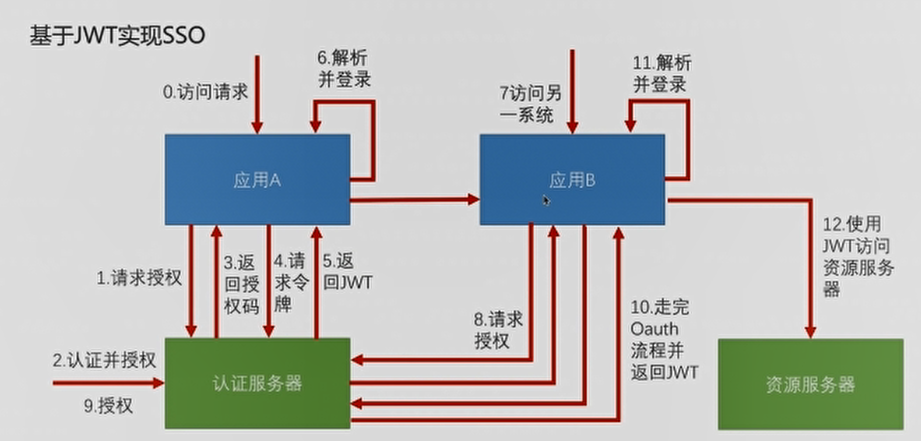 基于JWT实现SSO
0.访问请求
6.解析
并登录
7访问另
一系统
11.解析
并登录
应用A
应用B
1.请求授权
3.返
回授
权码
4.请
求令
牌
5.返
回JWT
8.请求
授权
10.走完
Oauth
流程并
返回JWT
12.使用
JWT访问
资源服务
器
2.认证并授权
9.授权
认证服务器
资源服务器